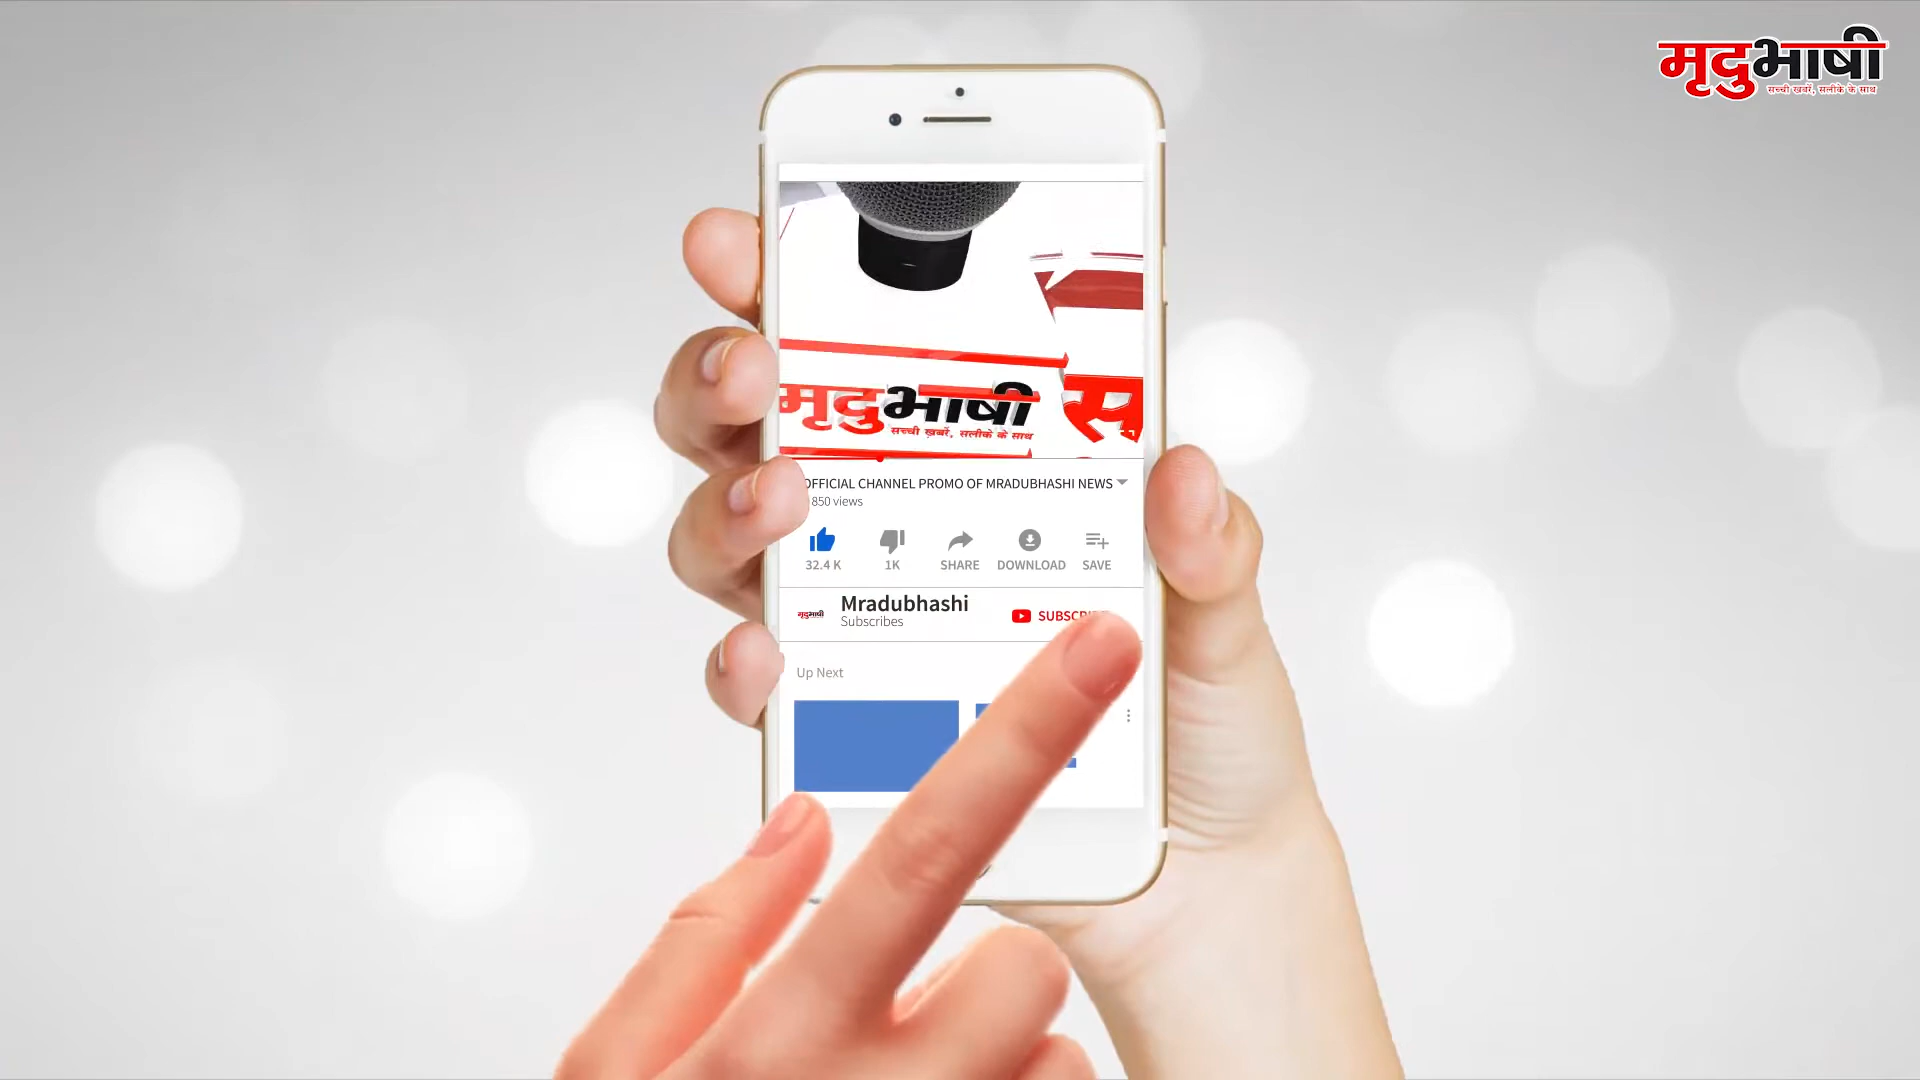 मृदुभाषी
सच्ची ख़बरें, सलीके के साथ
मृदुभाषी
सच्ची ख़बरें, सलीके के साथ
OFFICIAL CHANNEL PROMO OF MRADUBHASHI NEWS
850 views
32.4 K 1K SHARE DOWNLOAD SAVE
मृदुभाषी Mradubhashi
Subscribes
Up Next